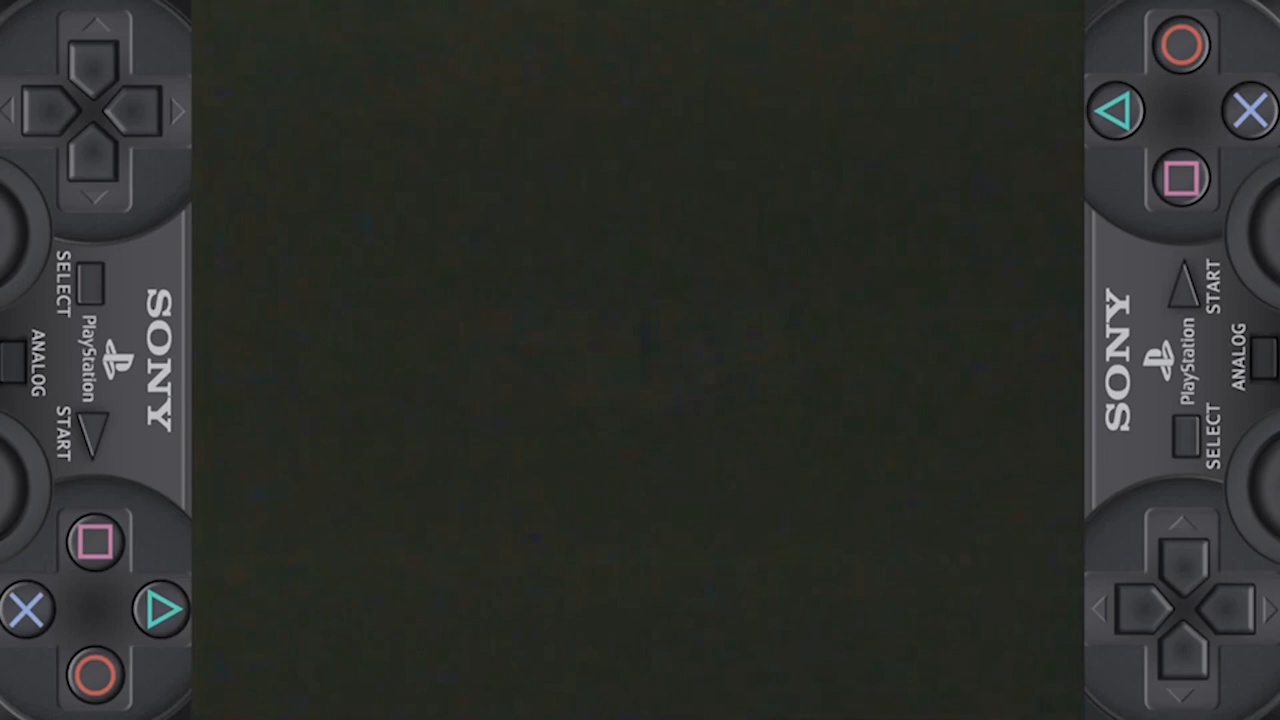 SELECT
PlayStation
SONY
ANALOG
START
START
SONY
PlayStation
ANALOG
SELECT